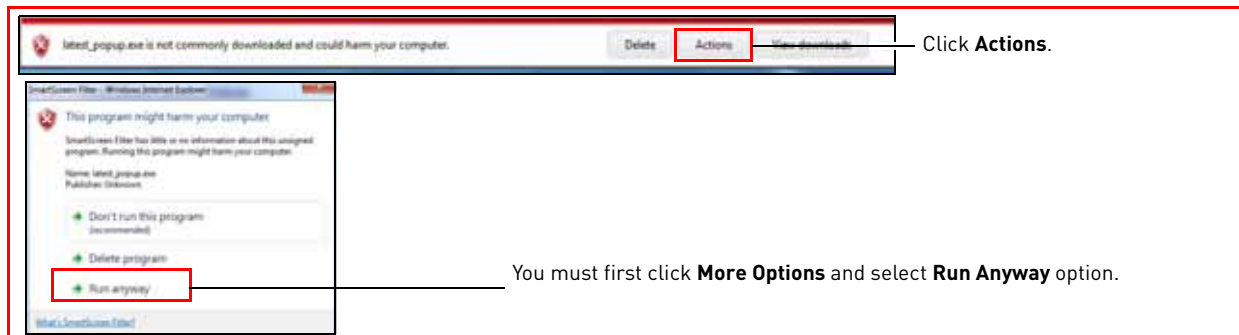 latest_popup.exe is not commonly downloaded and could harm your computer.
Delete
Actions
View downloads
Click Actions.
SmartScreen Filter - Windows Internet Explorer
This program might harm your computer
SmartScreen Filter has little or no information about this unsigned
program. Running this program might harm your computer.
Name: latest_popup.exe
Publisher: Unknown
Don't run this program
(recommended)
Delete program
Run anyway
You must first click More Options and select Run Anyway option.
What's SmartScreen Filter?